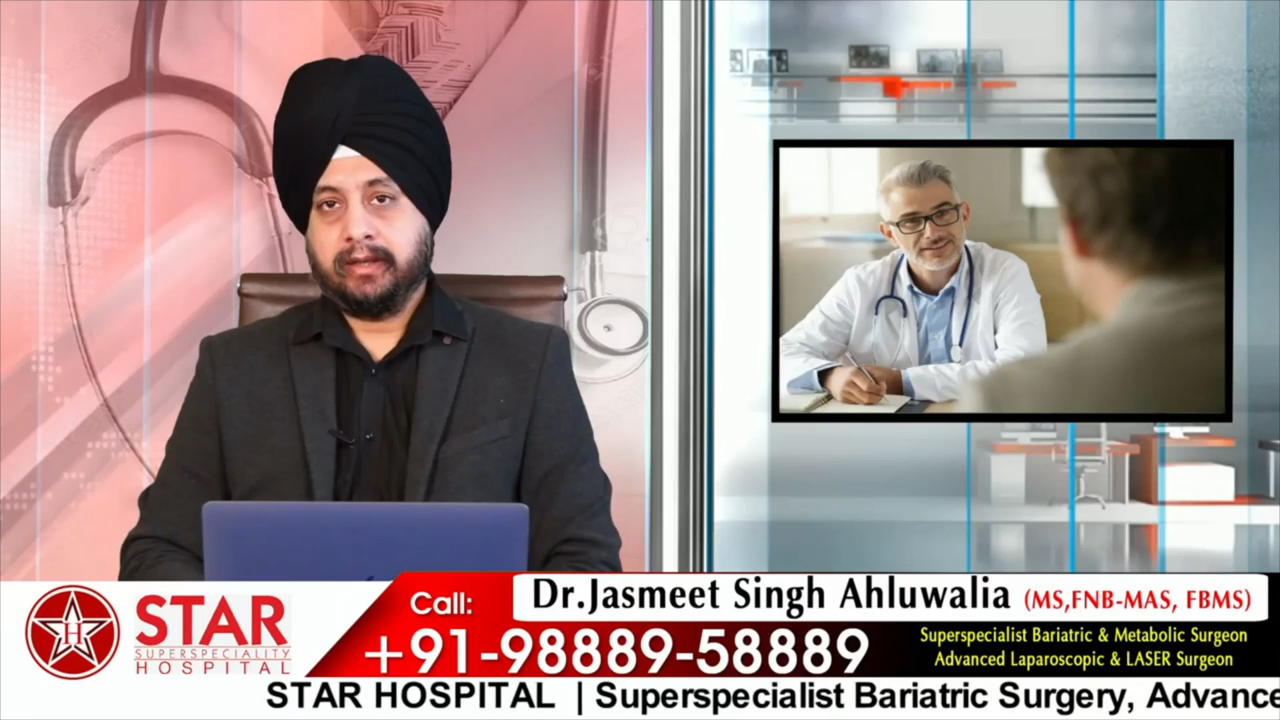 Call:
Dr.Jasmeet Singh Ahluwalia (MS,FNB-MAS, FBMS)
+91-98889-58889
Superspecialist Bariatric & Metabolic Surgeon
Advanced Laparoscopic & LASER Surgeon
H
STAR
SUPERSPECIALITY
HOSPITAL
STAR HOSPITAL | Superspecialist Bariatric Surgery, Advance